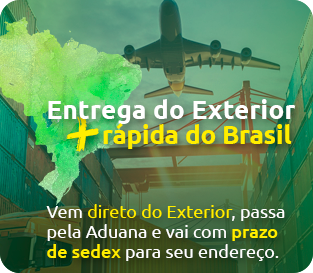 Entrega do Exterior
+ rápida do Brasil
Vem direto do Exterior, passa
pela Aduana e vai com prazo
de sedex para seu endereço.